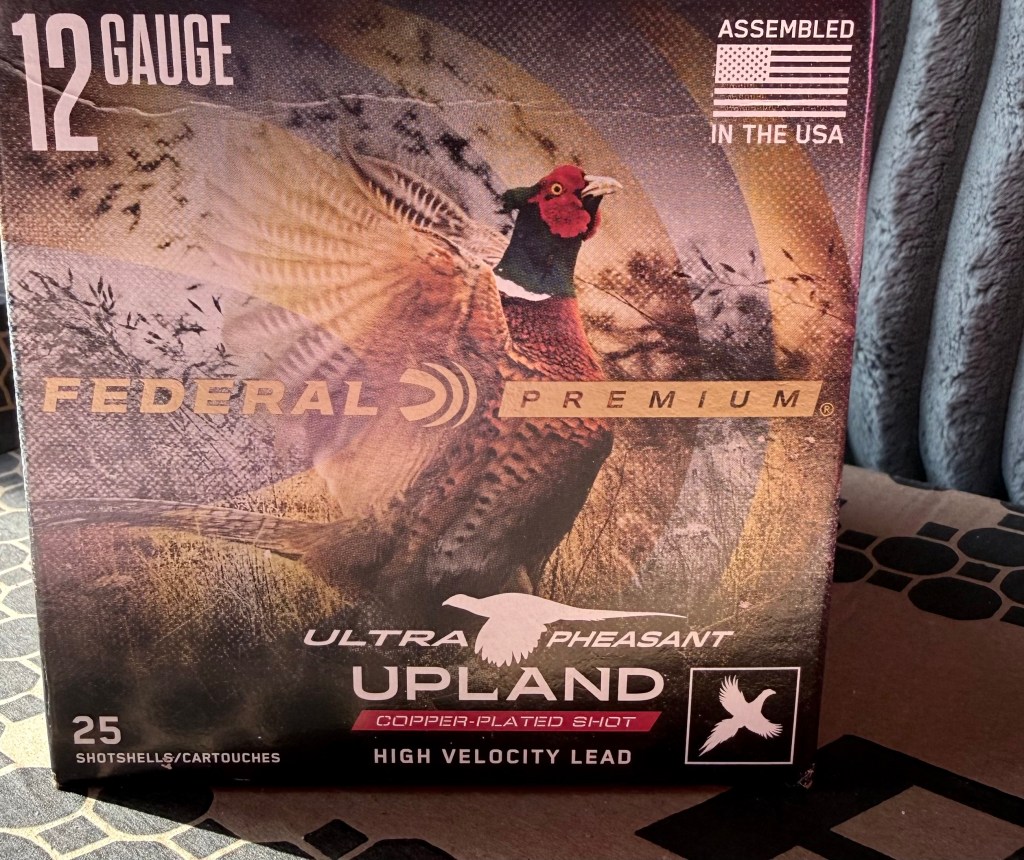 12 GAUGE
ASSEMBLED
IN THE USA
FEDERAL PREMIUM®
ULTRA PHEASANT
UPLAND
COPPER-PLATED SHOT
HIGH VELOCITY LEAD
25
SHOTSHELLS/CARTOUCHES